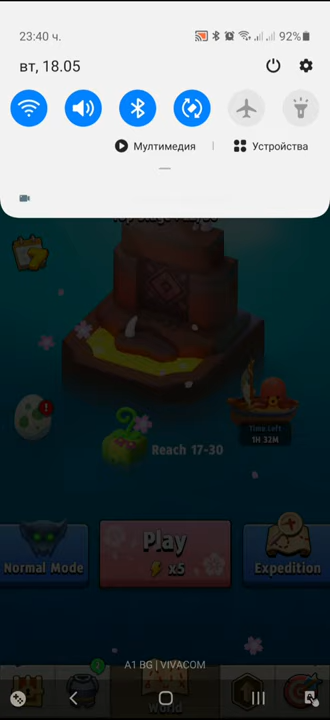 23:40 ч.
92%
вт, 18.05
Мултимедия
Устройства
Time Left
1H 32M
Reach 17-30
Normal Mode
Play
x5
Expedition
A1 BG | VIVACOM
World